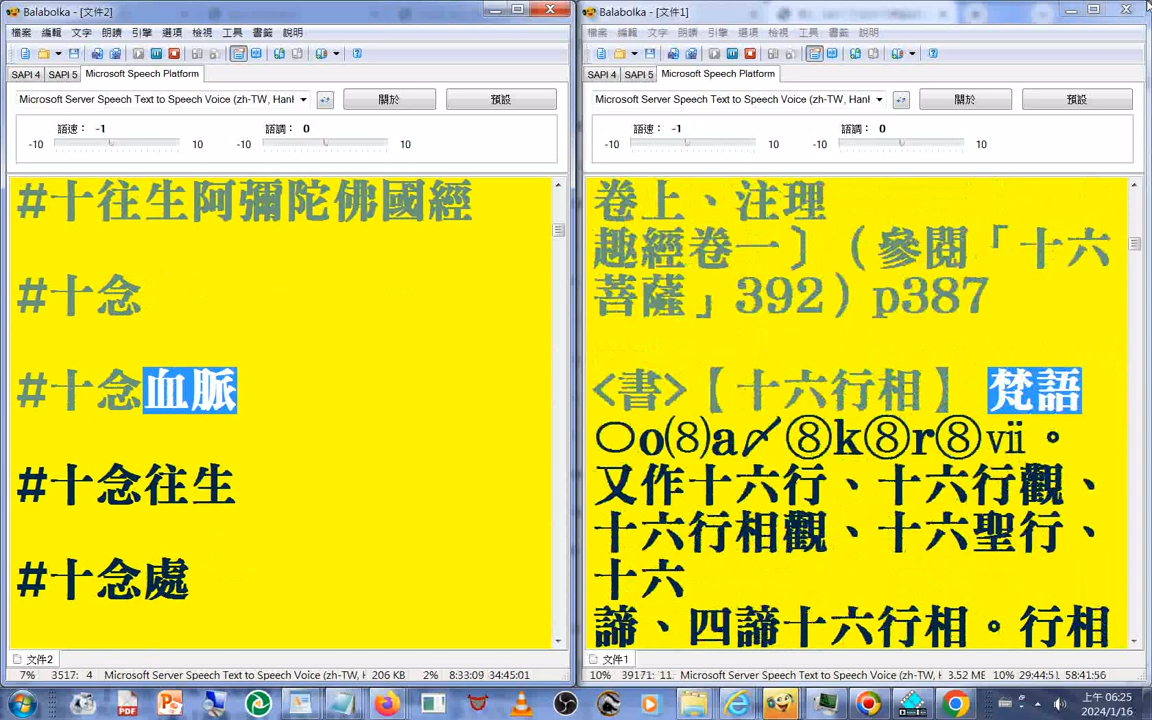 Balabolka - [文件2]
檔案 編輯 文字 朗讀 引擎 選項 檢視 工具 書籤 說明
SAPI 4 SAPI 5 Microsoft Speech Platform
Microsoft Server Speech Text to Speech Voice (zh-TW, Hanl
關於 預設
語速： -1 語調： 0
-10 10 -10 10
#十往生阿彌陀佛國經
#十念
#十念血脈
#十念往生
#十念處
文件2
7% 3517: 4 Microsoft Server Speech Text to Speech Voice (zh-TW, H 206 KB 2% 8:33:09 34:45:01
Balabolka - [文件1]
檔案 編輯 文字 朗讀 引擎 選項 檢視 工具 書籤 說明
SAPI 4 SAPI 5 Microsoft Speech Platform
Microsoft Server Speech Text to Speech Voice (zh-TW, Hanl
關於 預設
語速： -1 語調： 0
-10 10 -10 10
卷上、注理
趣經卷一〕（參閱「十六
菩薩」392）p387
<書>【十六行相】 梵語
〇o⑻a〆⑧k⑧r⑧ⅶ。
又作十六行、十六行觀、
十六行相觀、十六聖行、
十六
諦、四諦十六行相。行相
文件1
10% 39171: 11. Microsoft Server Speech Text to Speech Voice (zh-TW, 3.52 MB 10% 29:44:51 58:41:56
上午 06:25
2024/1/16